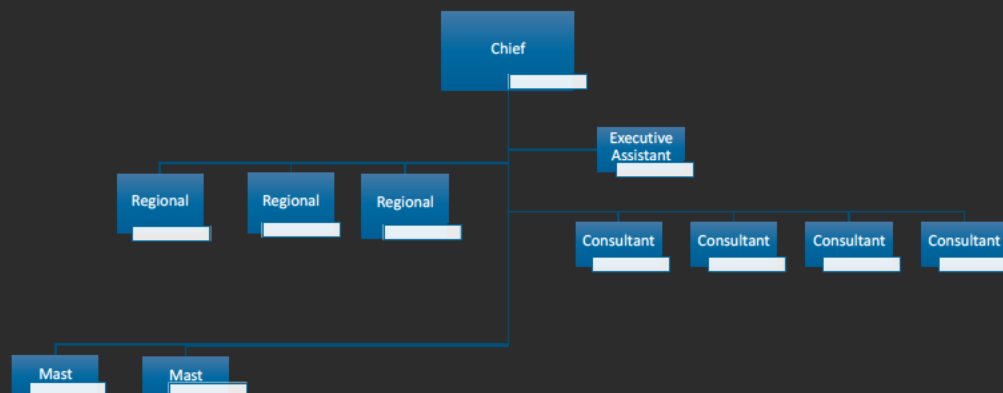 Chief
Executive
Assistant
Regional
Regional
Regional
Consultant
Consultant
Consultant
Consultant
Mast
Mast